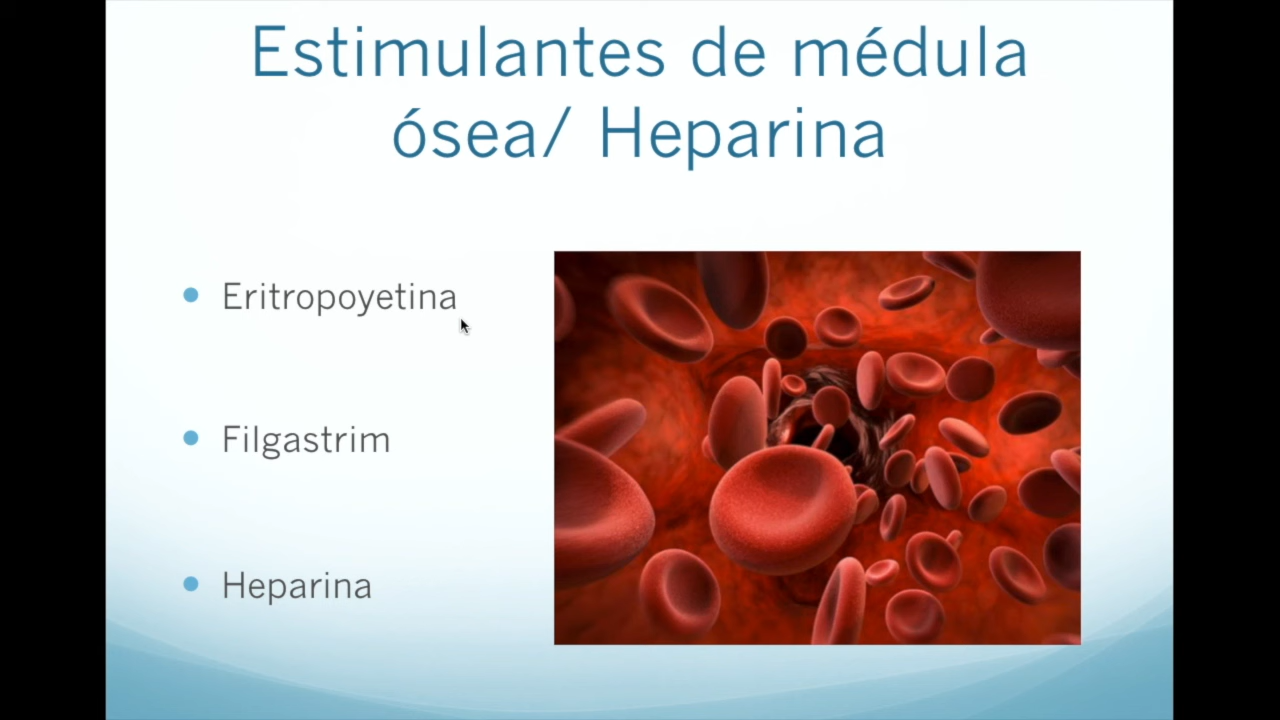 Estimulantes de médula
ósea/ Heparina
Eritropoyetina
Filgastrim
Heparina